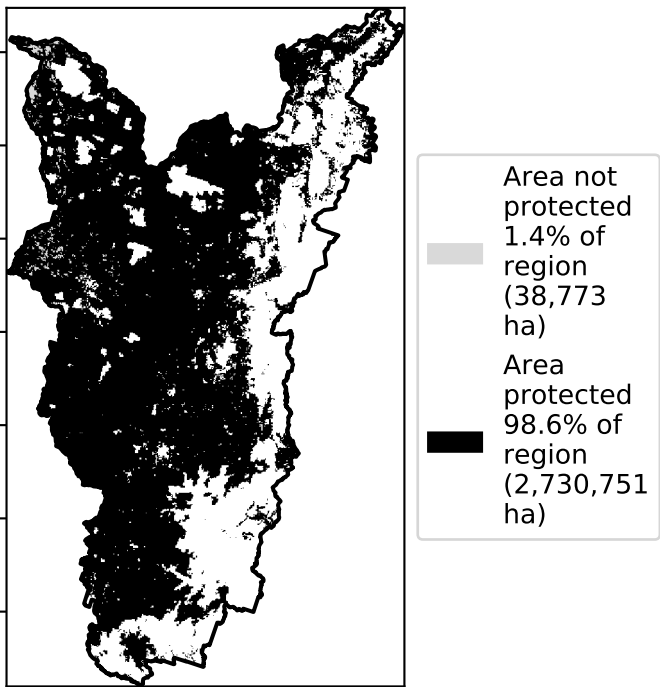 Area not
protected
1.4% of
region
(38,773
ha)
Area
protected
98.6% of
region
(2,730,751
ha)